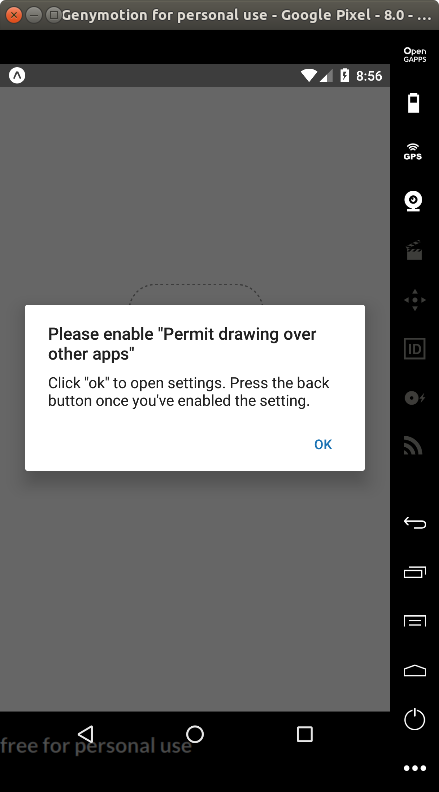 Genymotion for personal use - Google Pixel - 8.0 - ...
Open
GAPPS
8:56
GPS
Please enable "Permit drawing over
other apps"
Click "ok" to open settings. Press the back
button once you've enabled the setting.
OK
ID
free for personal use